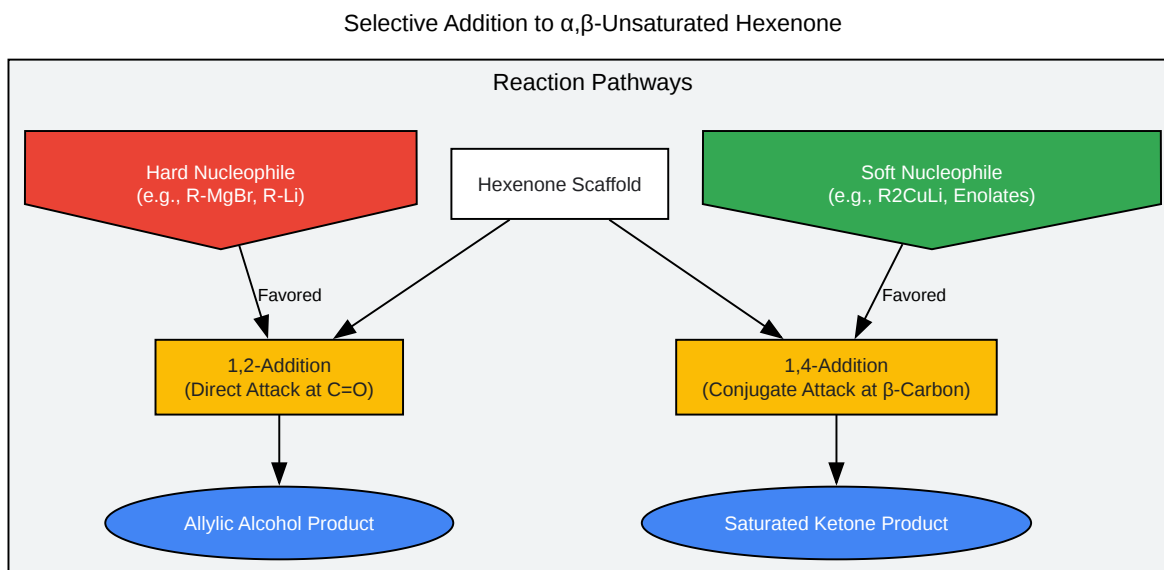 Selective Addition to α,β-Unsaturated Hexenone
Reaction Pathways
Hard Nucleophile
(e.g., R-MgBr, R-Li)
Hexenone Scaffold
Soft Nucleophile
(e.g., R2CuLi, Enolates)
Favored
Favored
1,2-Addition
(Direct Attack at C=O)
1,4-Addition
(Conjugate Attack at β-Carbon)
Allylic Alcohol Product
Saturated Ketone Product